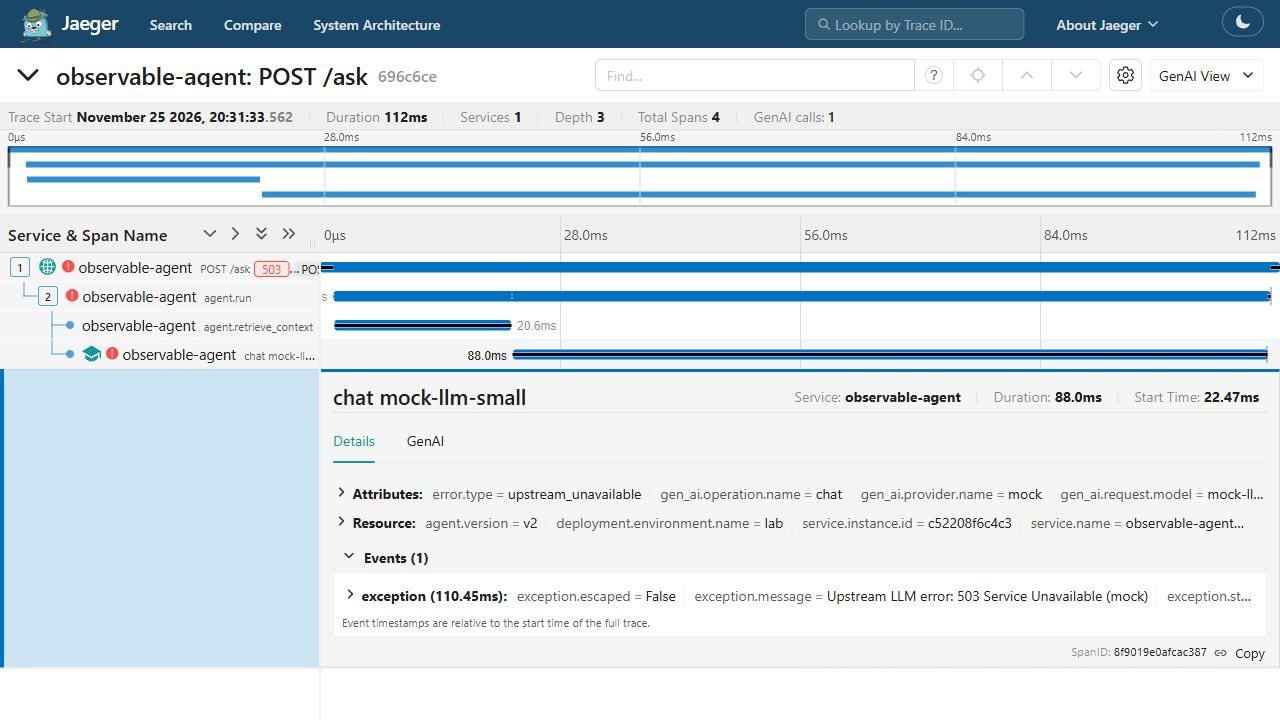 Jaeger Search Compare System Architecture Lookup by Trace ID... About Jaeger
observable-agent: POST /ask 696c6ce Find... ? GenAI View
Trace Start November 25 2026, 20:31:33.562 Duration 112ms Services 1 Depth 3 Total Spans 4 GenAI calls: 1
0μs 28.0ms 56.0ms 84.0ms 112ms
Service & Span Name 0μs 28.0ms 56.0ms 84.0ms 112ms
1 observable-agent POST /ask 503 ...POS
2 observable-agent agent.run s
observable-agent agent.retrieve_context 20.6ms
observable-agent chat mock-ll... 88.0ms
chat mock-llm-small Service: observable-agent Duration: 88.0ms Start Time: 22.47ms
Details GenAI
Attributes: error.type = upstream_unavailable gen_ai.operation.name = chat gen_ai.provider.name = mock gen_ai.request.model = mock-ll...
Resource: agent.version = v2 deployment.environment.name = lab service.instance.id = c52208f6c4c3 service.name = observable-agent...
Events (1)
exception (110.45ms): exception.escaped = False exception.message = Upstream LLM error: 503 Service Unavailable (mock) exception.st...
Event timestamps are relative to the start time of the full trace.
SpanID: 8f9019e0afcac387 Copy